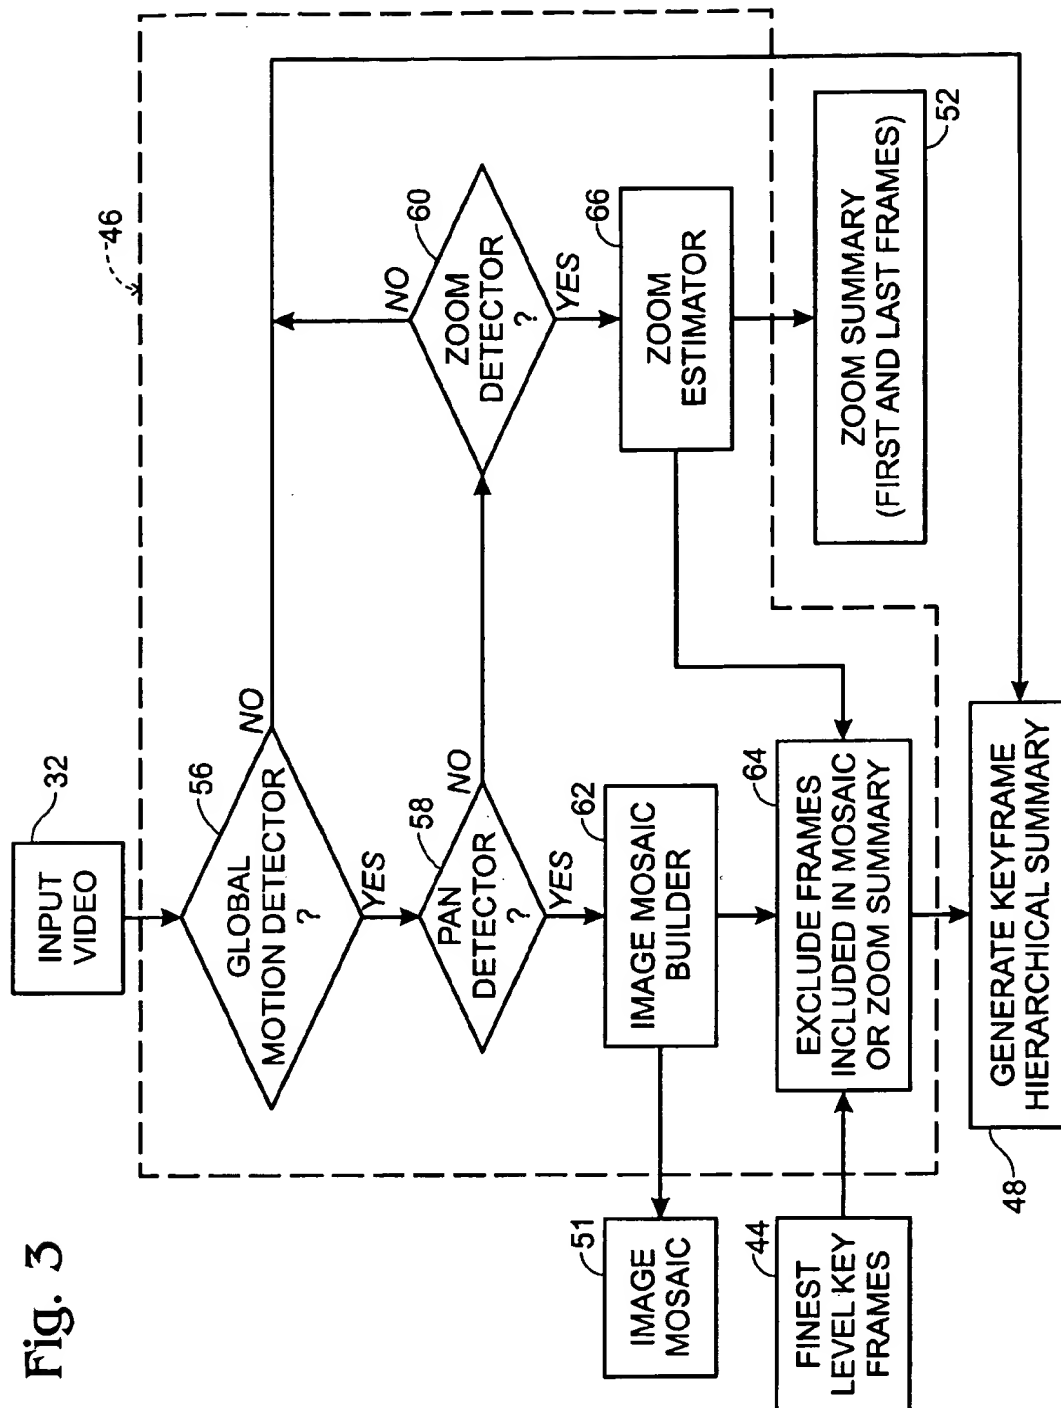 Fig. 3
INPUT
VIDEO
32
46
GLOBAL
MOTION DETECTOR
?
56
NO
YES
PAN
DETECTOR
?
58
NO
YES
ZOOM
DETECTOR
?
60
NO
YES
IMAGE MOSAIC
BUILDER
62
ZOOM
ESTIMATOR
66
IMAGE
MOSAIC
51
FINEST
LEVEL KEY
FRAMES
44
EXCLUDE FRAMES
INCLUDED IN MOSAIC
OR ZOOM SUMMARY
64
ZOOM SUMMARY
(FIRST AND LAST FRAMES)
52
GENERATE KEYFRAME
HIERARCHICAL SUMMARY
48